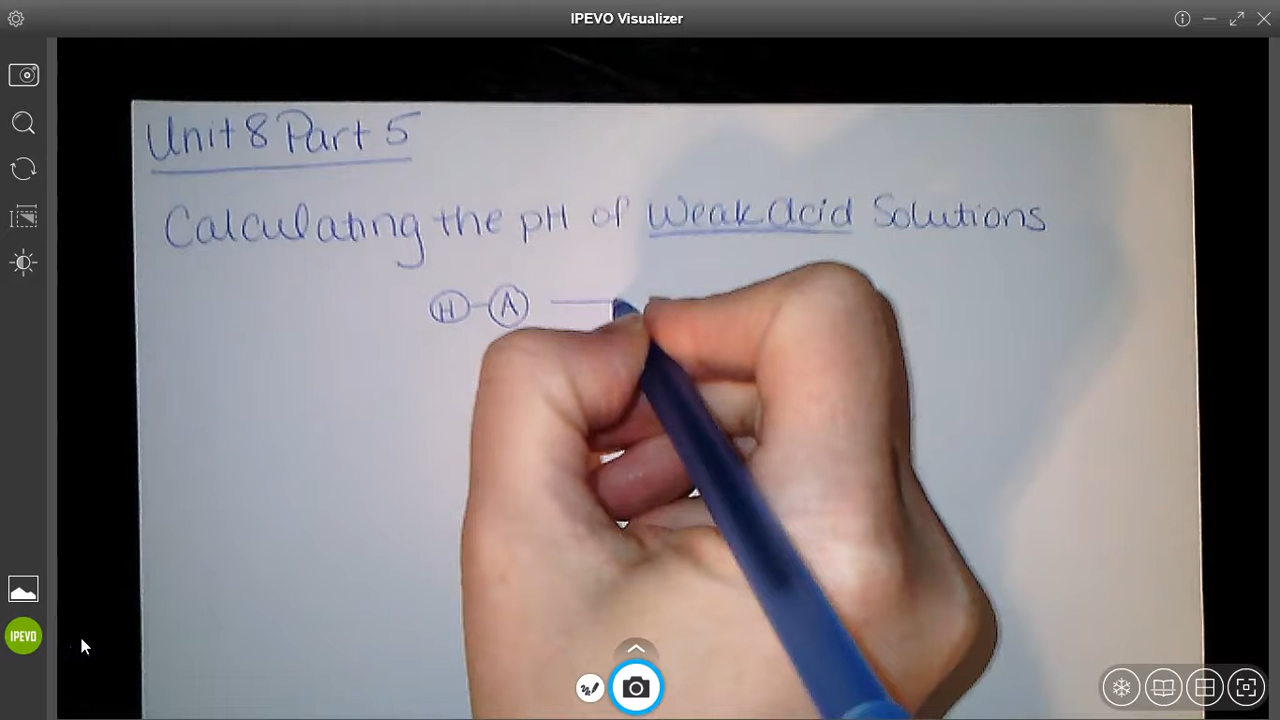 IPEVO Visualizer
Unit 8 Part 5
Calculating the pH of Weak acid Solutions
H - A
IPEVO